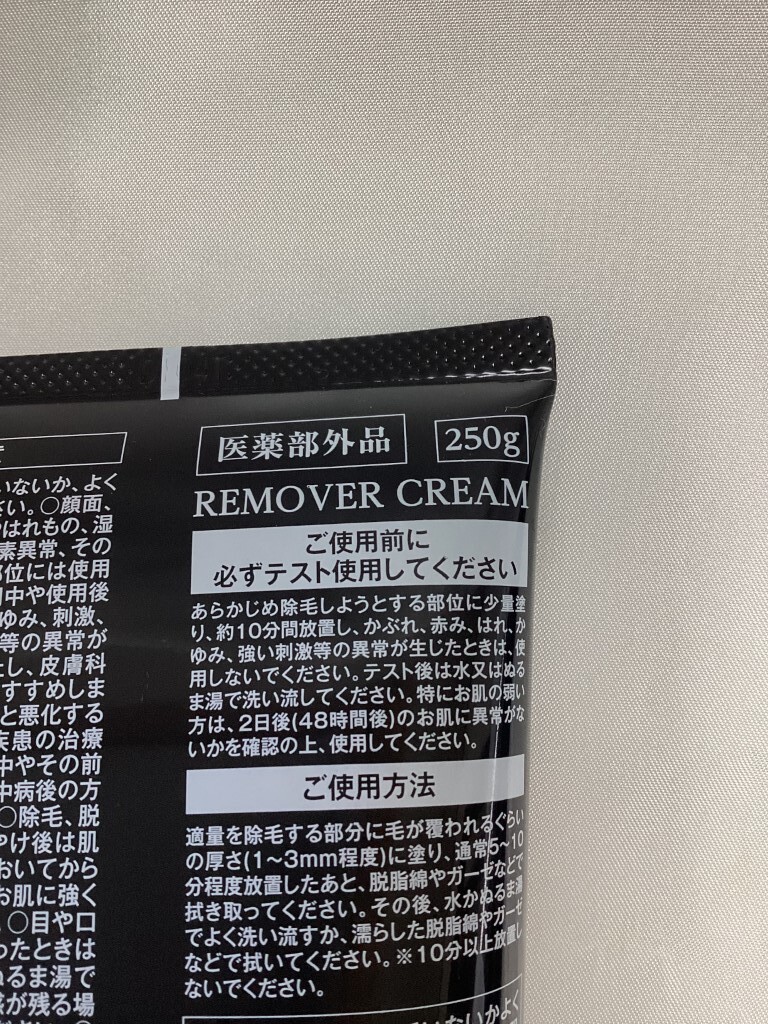 いないか、よく
さい。○顔面、
はれもの、湿
素異常、その
部位には使用
中や使用後
ゆみ、刺激、
等の異常が
し、皮膚科
すすめしま
と悪化する
疾患の治療
中やその前
中病後の方
○除毛、脱
やけ後は肌
おいてから
お肌に強く
。○目や口
ったときは
ぬるま湯で
感が残る場
医薬部外品 250g
REMOVER CREAM
ご使用前に
必ずテスト使用してください
あらかじめ除毛しようとする部位に少量塗
り、約10分間放置し、かぶれ、赤み、はれ、か
ゆみ、強い刺激等の異常が生じたときは、使
用しないでください。テスト後は水又はぬる
ま湯で洗い流してください。特にお肌の弱い
方は、2日後(48時間後)のお肌に異常がな
いかを確認の上、使用してください。
ご使用方法
適量を除毛する部分に毛が覆われるぐらい
の厚さ(1~3mm程度)に塗り、通常5~10
分程度放置したあと、脱脂綿やガーゼなどで
拭き取ってください。その後、水かぬるま湯
でよく洗い流すか、濡らした脱脂綿やガーゼ
などで拭いてください。※10分以上放置し
ないでください。
いないかよく